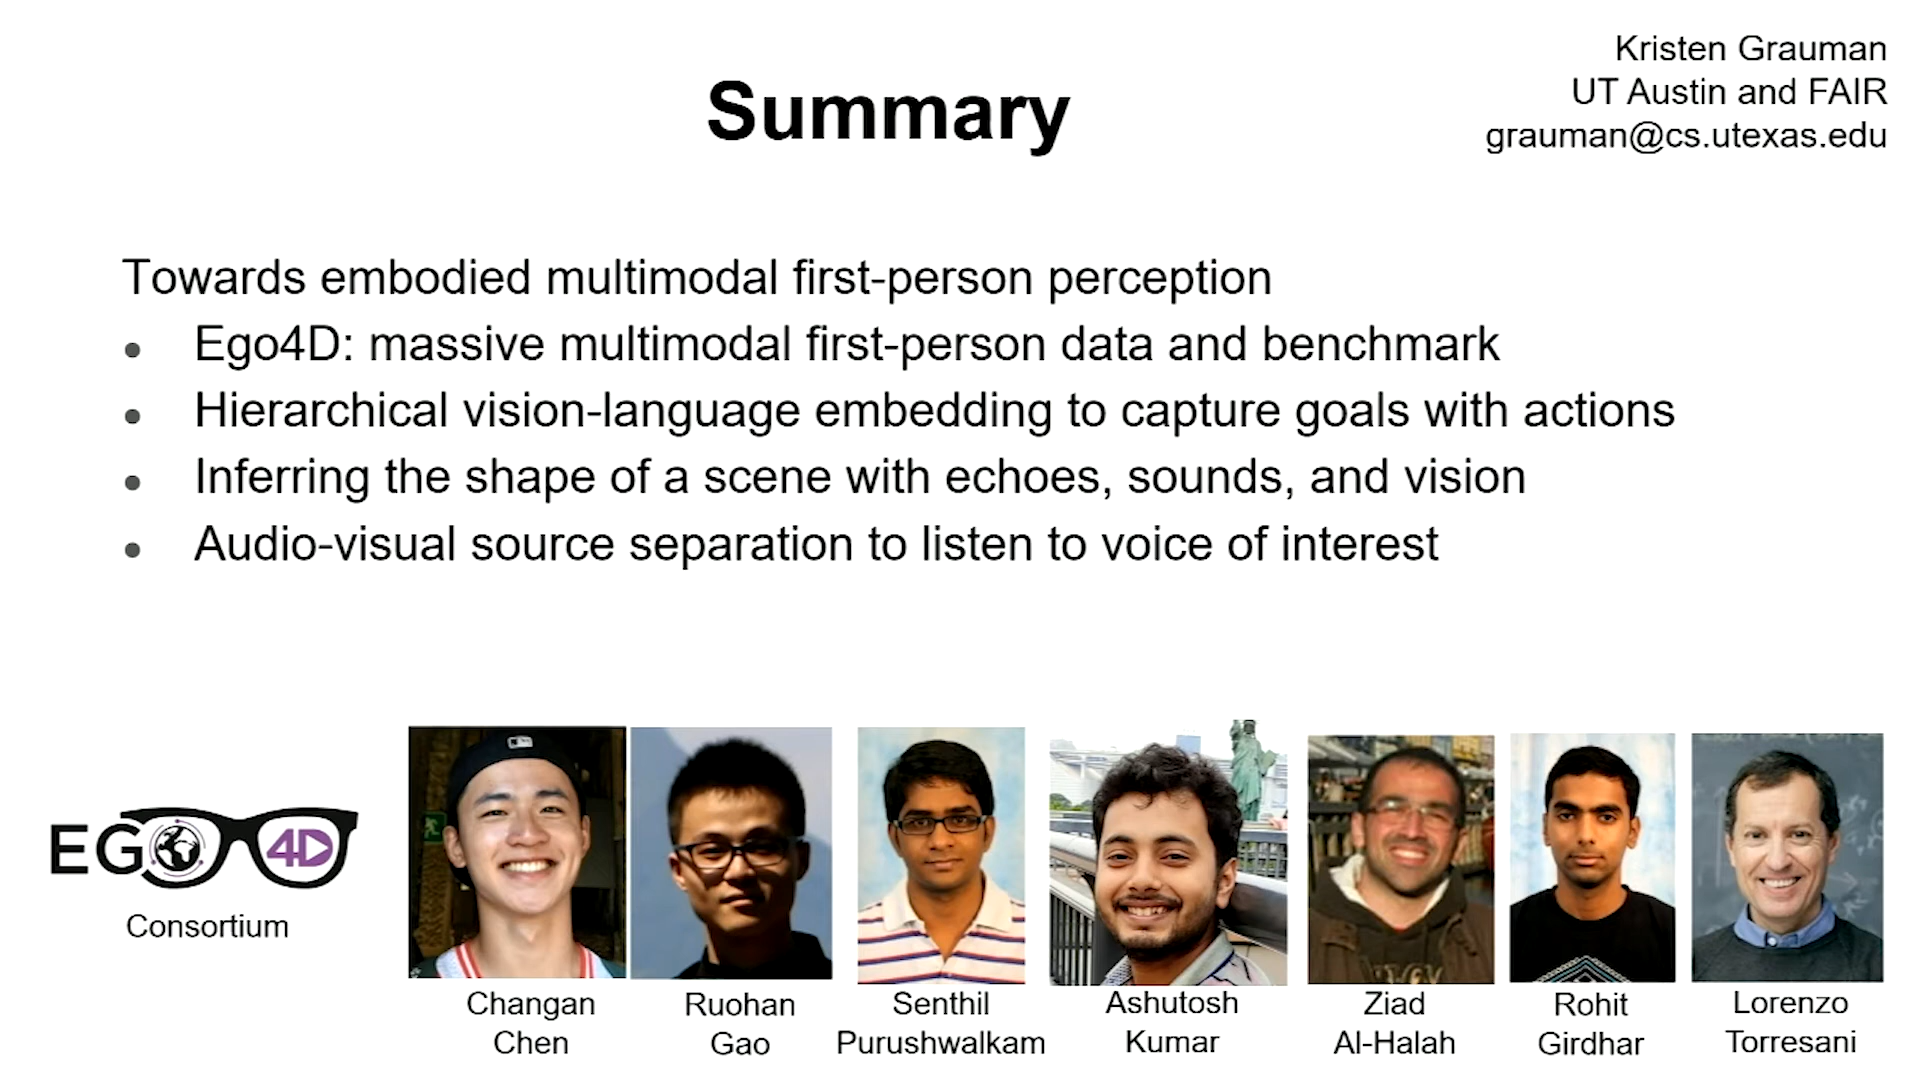 Kristen Grauman
UT Austin and FAIR
grauman@cs.utexas.edu
Summary
Towards embodied multimodal first-person perception
• Ego4D: massive multimodal first-person data and benchmark
• Hierarchical vision-language embedding to capture goals with actions
• Inferring the shape of a scene with echoes, sounds, and vision
• Audio-visual source separation to listen to voice of interest
EGO 4D
Consortium
Changan
Chen
Ruohan
Gao
Senthil
Purushwalkam
Ashutosh
Kumar
Ziad
Al-Halah
Rohit
Girdhar
Lorenzo
Torresani